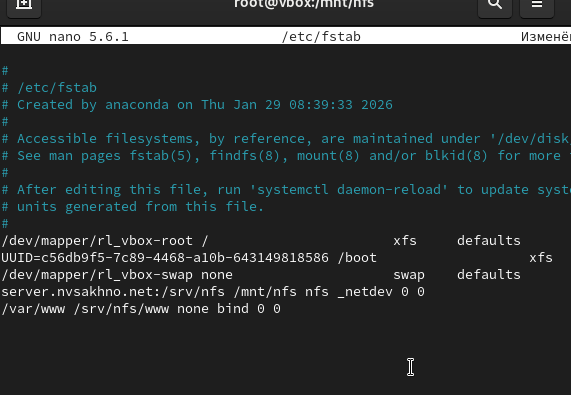 root@vbox:/mnt/nfs
GNU nano 5.6.1 /etc/fstab Изменён
#
# /etc/fstab
# Created by anaconda on Thu Jan 29 08:39:33 2026
#
# Accessible filesystems, by reference, are maintained under '/dev/disk
# See man pages fstab(5), findfs(8), mount(8) and/or blkid(8) for more
#
# After editing this file, run 'systemctl daemon-reload' to update syst
# units generated from this file.
#
/dev/mapper/rl_vbox-root / xfs defaults
UUID=c56db9f5-7c89-4468-a10b-643149818586 /boot xfs
/dev/mapper/rl_vbox-swap none swap defaults
server.nvsakhno.net:/srv/nfs /mnt/nfs nfs _netdev 0 0
/var/www /srv/nfs/www none bind 0 0